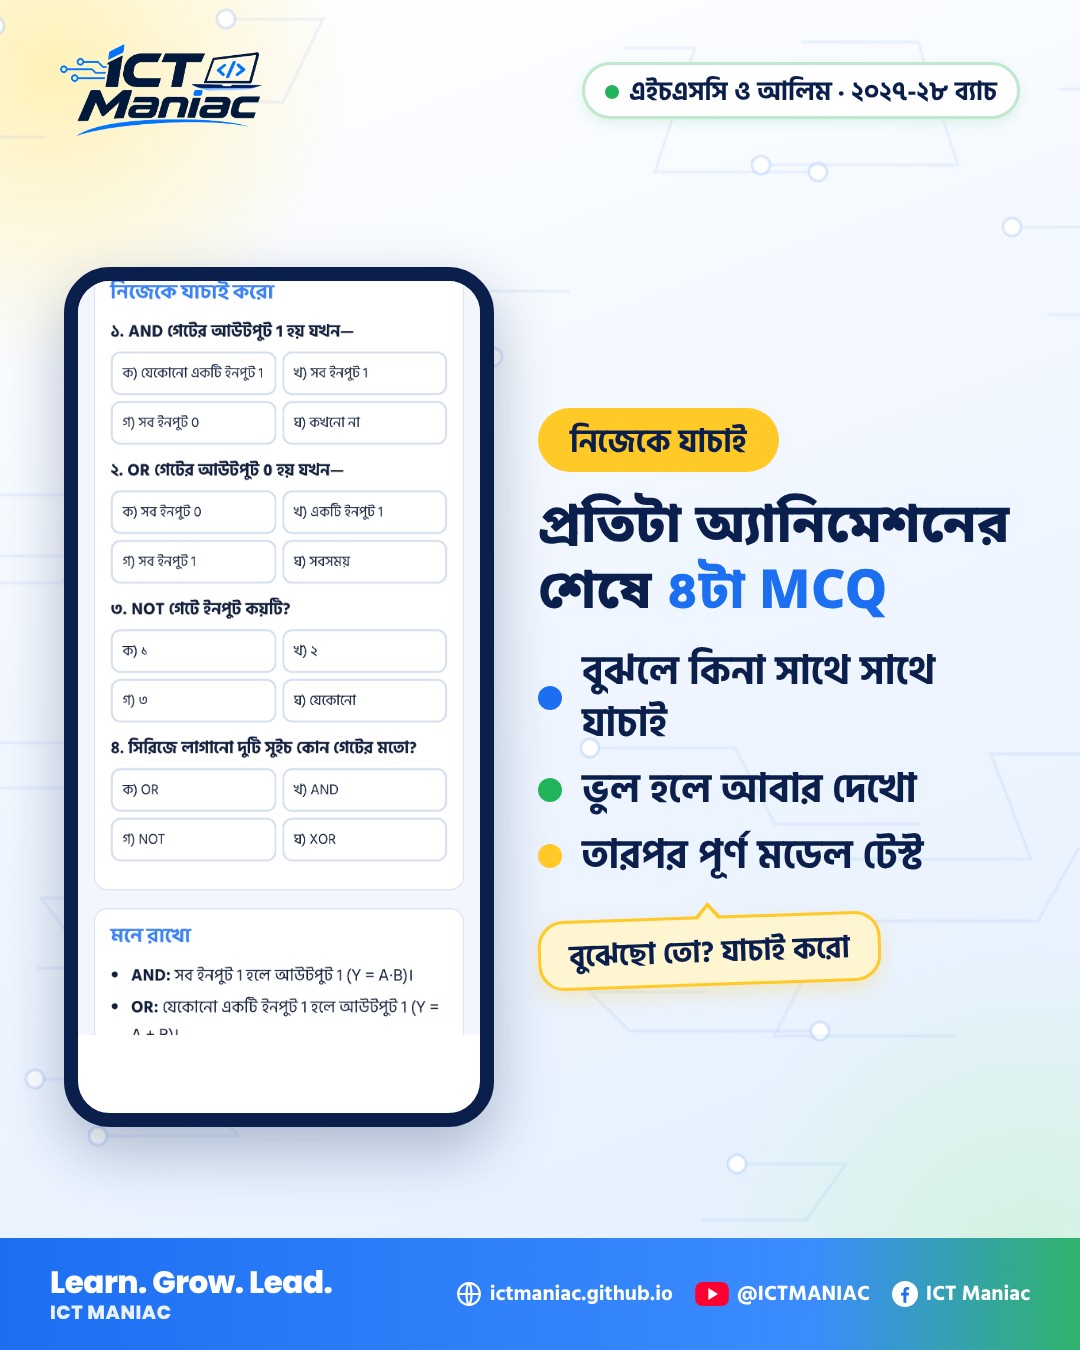 ICT
Maniac
</>
এইচএসসি ও আলিম · ২০২৭-২৮ ব্যাচ
নিজেকে যাচাই করো
১. AND গেটের আউটপুট 1 হয় যখন—
ক) যেকোনো একটি ইনপুট 1
খ) সব ইনপুট 1
গ) সব ইনপুট 0
ঘ) কখনো না
২. OR গেটের আউটপুট 0 হয় যখন—
ক) সব ইনপুট 0
খ) একটি ইনপুট 1
গ) সব ইনপুট 1
ঘ) সবসময়
৩. NOT গেটে ইনপুট কয়টি?
ক) ১
খ) ২
গ) ৩
ঘ) যেকোনো
৪. সিরিজে লাগানো দুটি সুইচ কোন গেটের মতো?
ক) OR
খ) AND
গ) NOT
ঘ) XOR
মনে রাখো
• AND: সব ইনপুট 1 হলে আউটপুট 1 (Y = A·B)।
• OR: যেকোনো একটি ইনপুট 1 হলে আউটপুট 1 (Y =
A + B)।
নিজেকে যাচাই
প্রতিটা অ্যানিমেশনের
শেষে ৪টা MCQ
বুঝলে কিনা সাথে সাথে
যাচাই
ভুল হলে আবার দেখো
তারপর পূর্ণ মডেল টেস্ট
বুঝেছো তো? যাচাই করো
Learn. Grow. Lead.
ICT MANIAC
ictmaniac.github.io
@ICTMANIAC
ICT Maniac